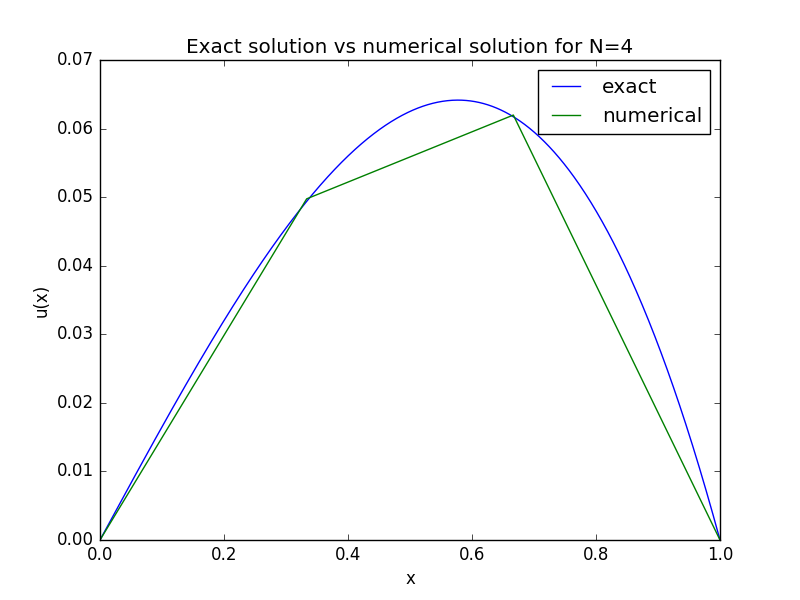 Exact solution vs numerical solution for N=4
exact
numerical
0.07
0.06
0.05
0.04
0.03
0.02
0.01
0.00
u(x)
0.0 0.2 0.4 0.6 0.8 1.0
x